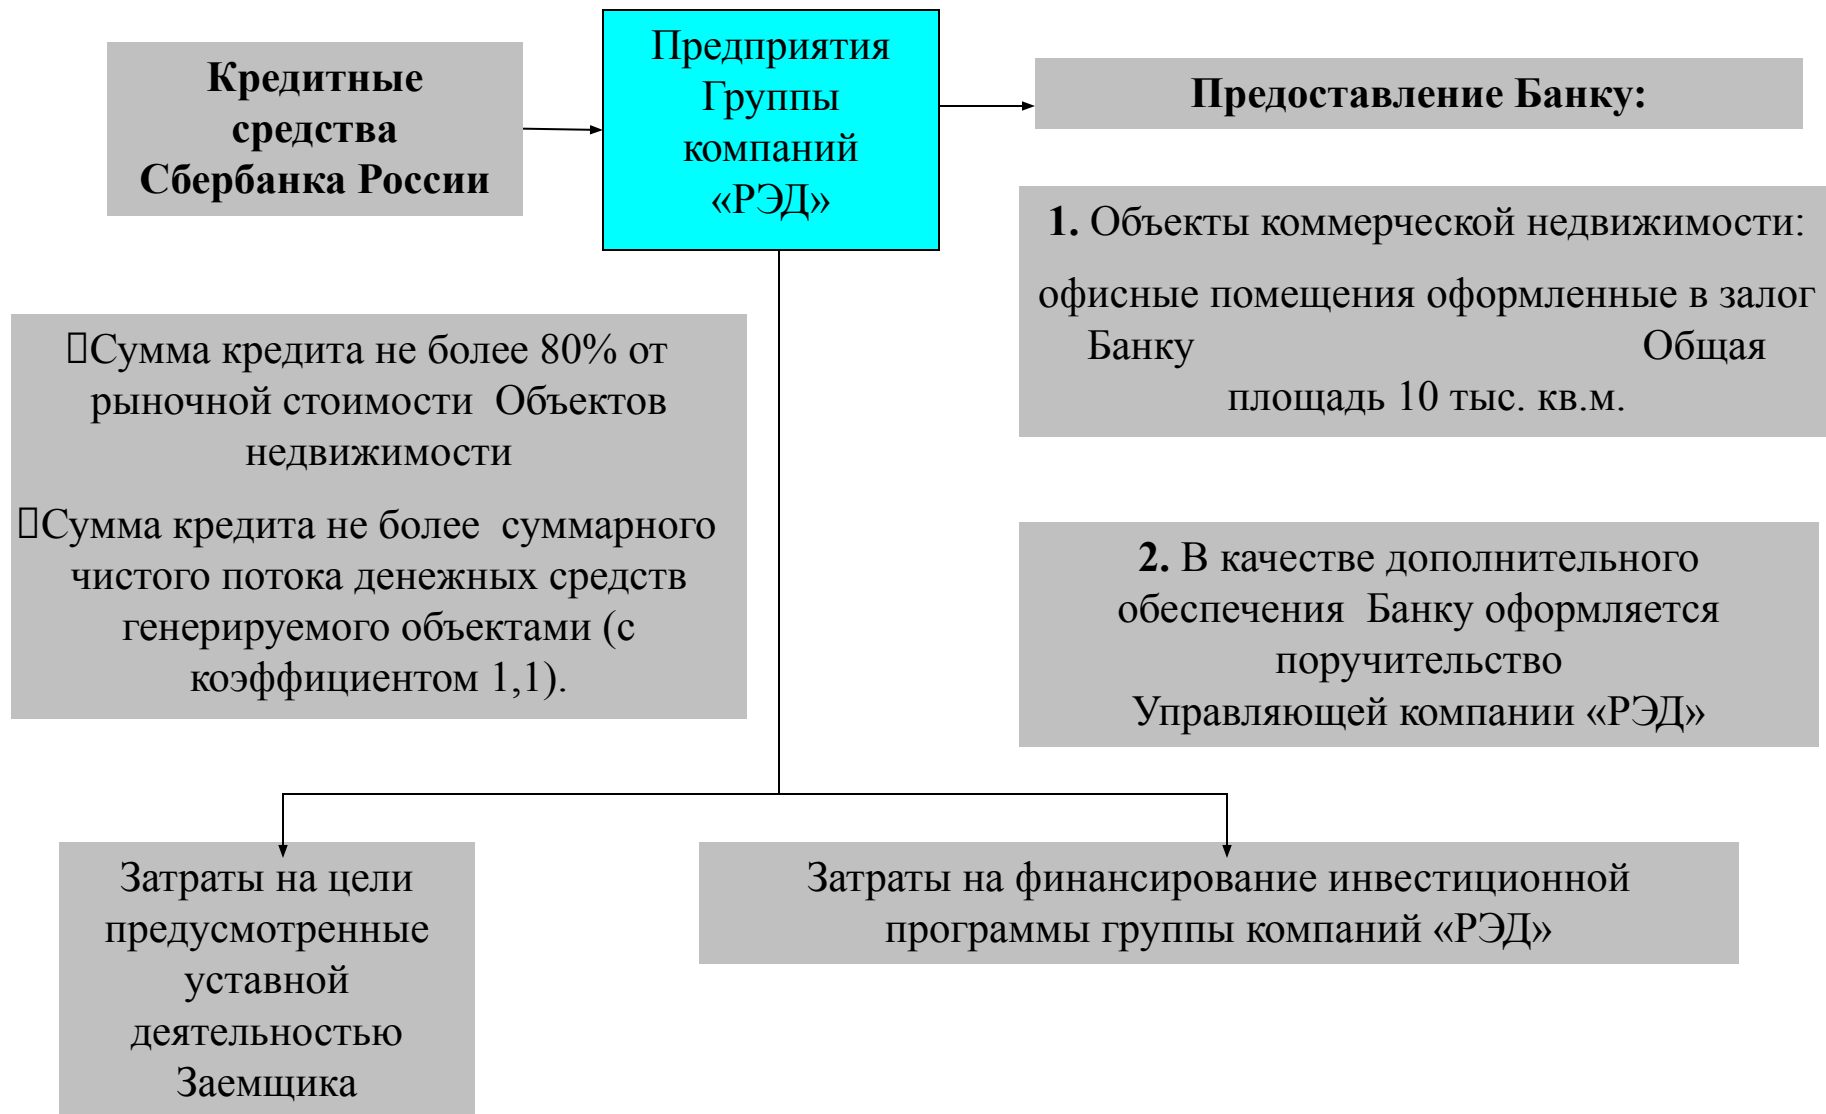 Кредитные
средства
Сбербанка России
Предприятия
Группы
компаний
«РЭД»
Предоставление Банку:
1. Объекты коммерческой недвижимости:
офисные помещения оформленные в залог
Банку Общая
площадь 10 тыс. кв.м.
Сумма кредита не более 80% от
рыночной стоимости Объектов
недвижимости
Сумма кредита не более суммарного
чистого потока денежных средств
генерируемого объектами (с
коэффициентом 1,1).
2. В качестве дополнительного
обеспечения Банку оформляется
поручительство
Управляющей компании «РЭД»
Затраты на цели
предусмотренные
уставной
деятельностью
Заемщика
Затраты на финансирование инвестиционной
программы группы компаний «РЭД»